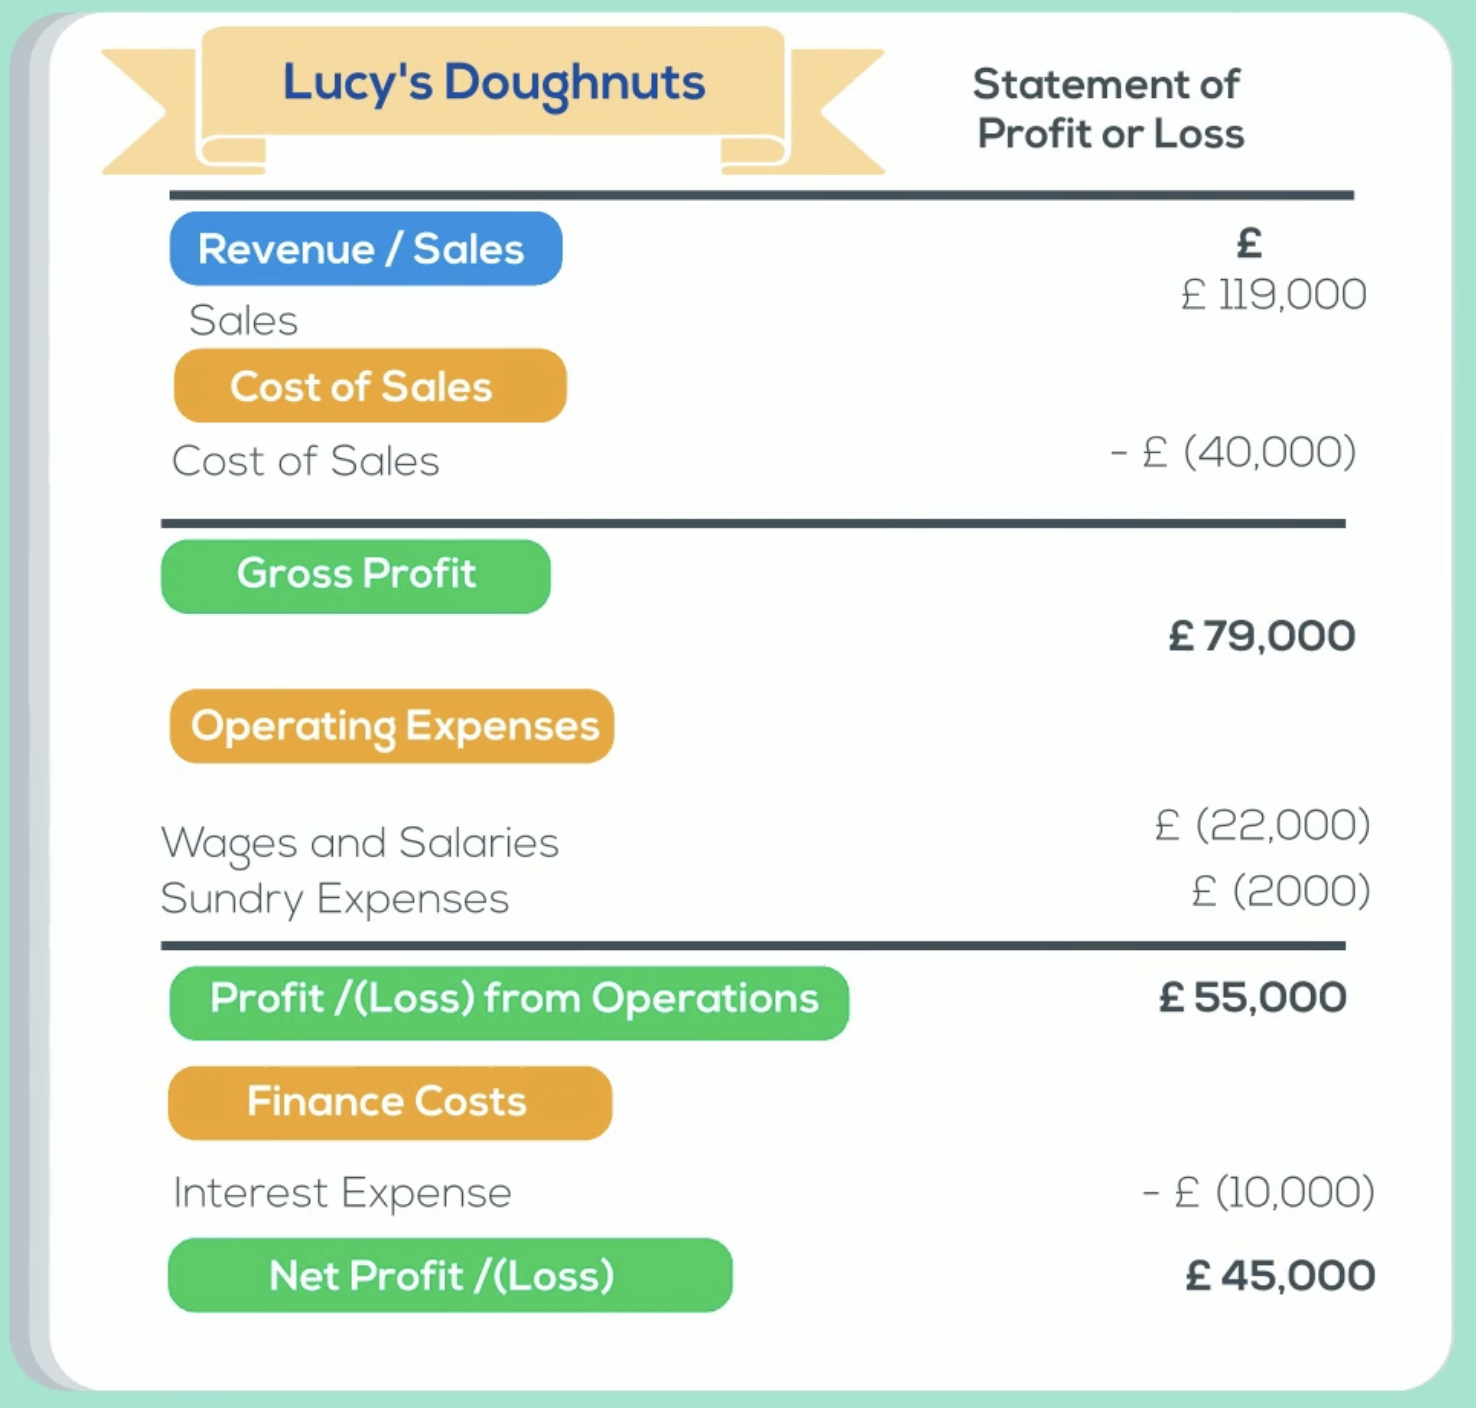 Lucy's Doughnuts
Statement of
Profit or Loss
Revenue / Sales
£
Sales £ 119,000
Cost of Sales
Cost of Sales - £ (40,000)
Gross Profit
£ 79,000
Operating Expenses
Wages and Salaries £ (22,000)
Sundry Expenses £ (2000)
Profit /(Loss) from Operations £ 55,000
Finance Costs
Interest Expense - £ (10,000)
Net Profit /(Loss) £ 45,000